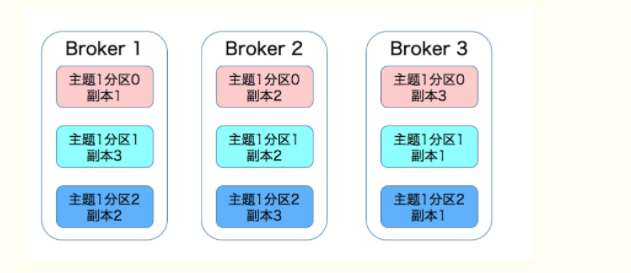 Broker 1
主题1分区0
副本1
主题1分区1
副本3
主题1分区2
副本2
Broker 2
主题1分区0
副本2
主题1分区1
副本2
主题1分区2
副本3
Broker 3
主题1分区0
副本3
主题1分区1
副本1
主题1分区2
副本1